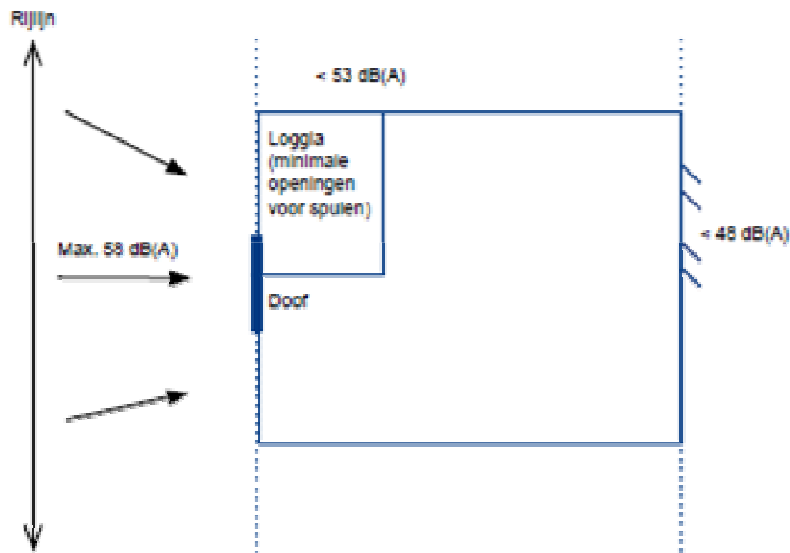 Rijlijn
< 53 dB(A)
Loggia
(minimale
openingen
voor spuien)
< 48 dB(A)
Max. 58 dB(A)
Doof